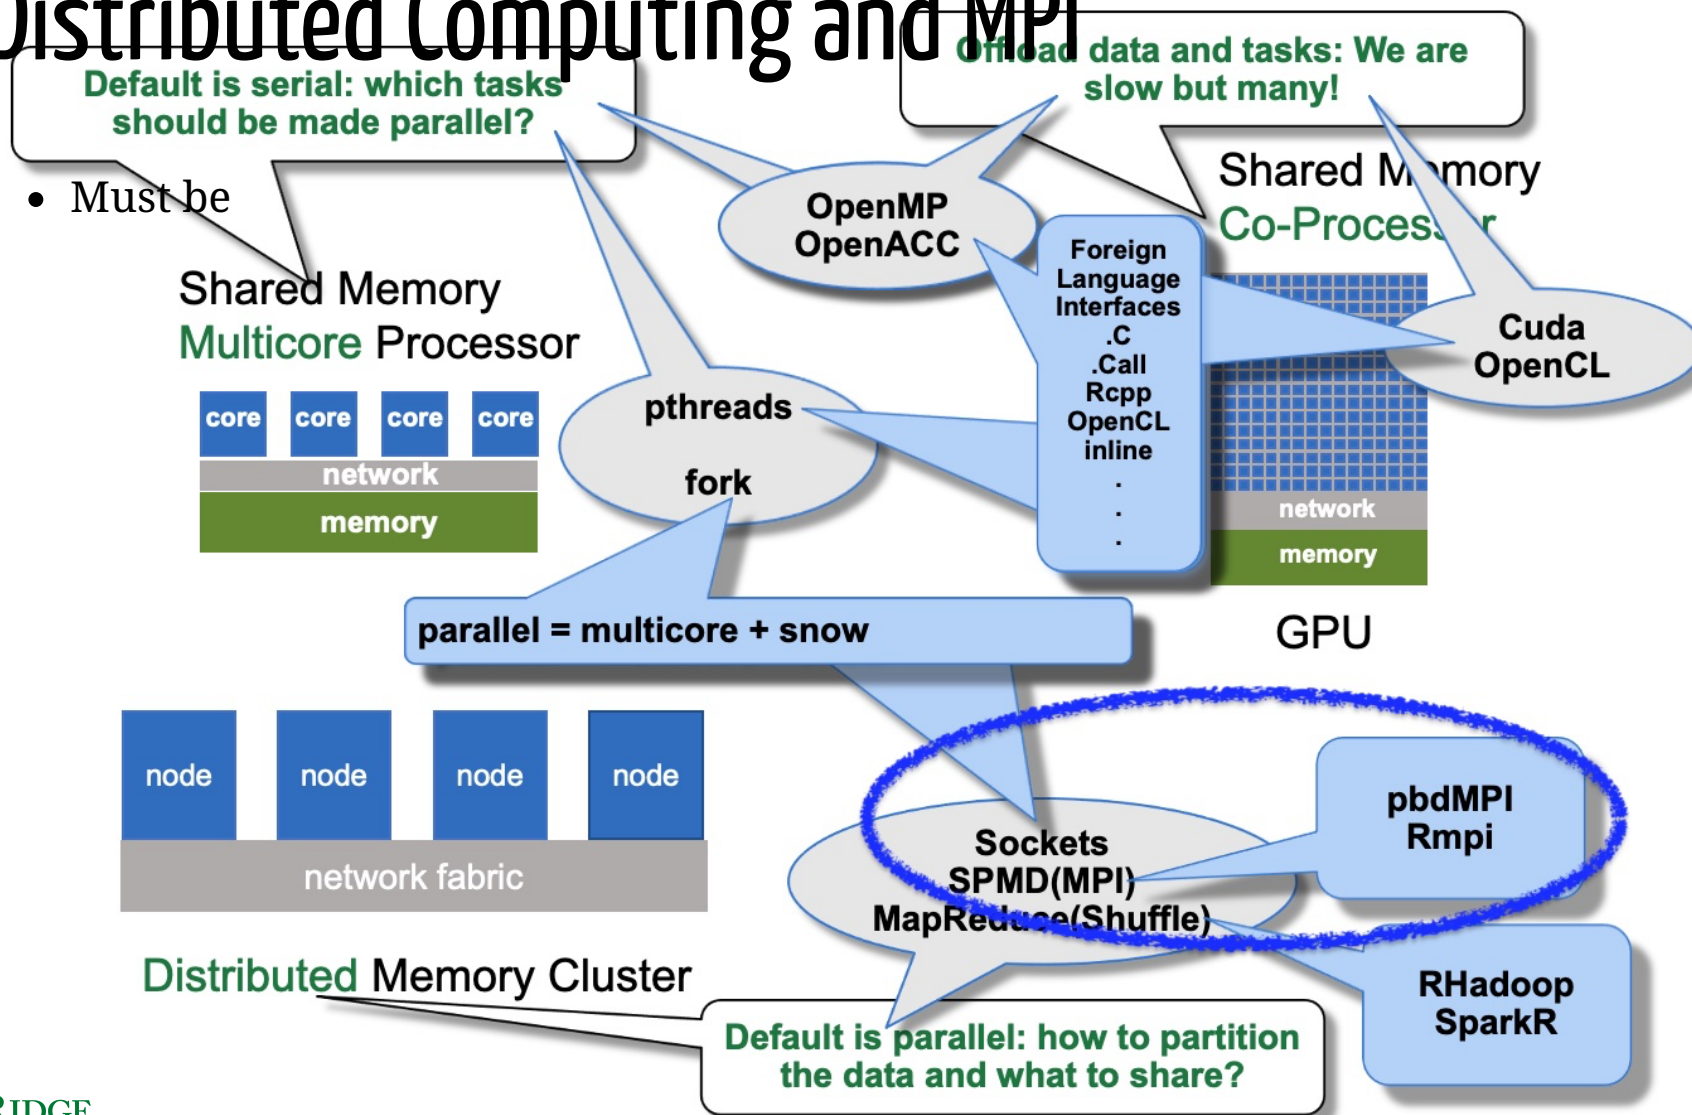 Distributed Computing and MPI
Default is serial: which tasks
should be made parallel?
Offload data and tasks: We are
slow but many!
• Must be
OpenMP
OpenACC
Shared Memory
Co-Processor
Foreign
Language
Interfaces
.C
.Call
Rcpp
OpenCL
inline
.
.
.
Shared Memory
Multicore Processor
Cuda
OpenCL
core core core core
network
memory
pthreads
fork
network
memory
GPU
parallel = multicore + snow
node node node node
network fabric
Distributed Memory Cluster
Sockets
SPMD(MPI)
MapReduce(Shuffle)
pbdMPI
Rmpi
RHadoop
SparkR
Default is parallel: how to partition
the data and what to share?
RIDGE